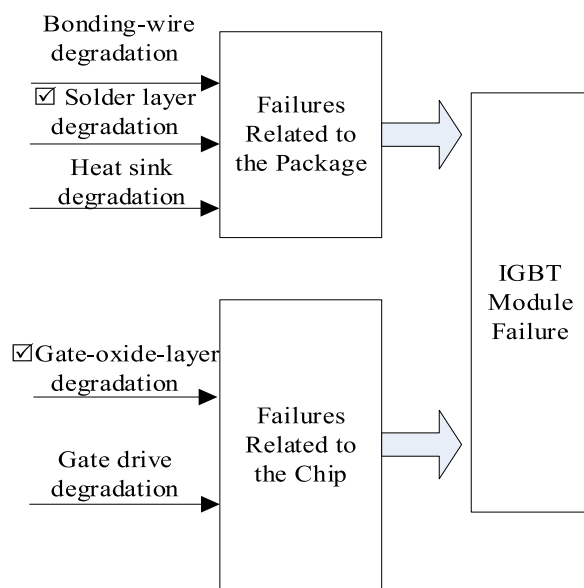 Bonding-wire
degradation
☑ Solder layer
degradation
Heat sink
degradation
Failures
Related to
the Package
☑Gate-oxide-layer
degradation
Gate drive
degradation
Failures
Related to
the Chip
IGBT
Module
Failure